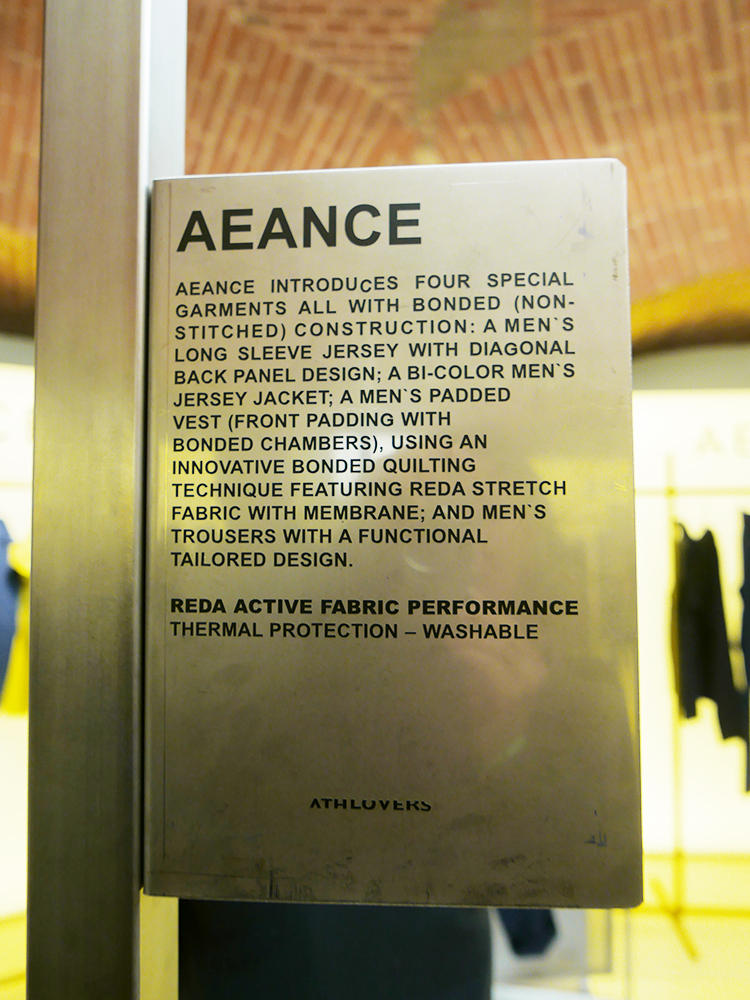 AEANCE
AEANCE INTRODUCES FOUR SPECIAL
GARMENTS ALL WITH BONDED (NON-
STITCHED) CONSTRUCTION: A MEN`S
LONG SLEEVE JERSEY WITH DIAGONAL
BACK PANEL DESIGN; A BI-COLOR MEN`S
JERSEY JACKET; A MEN`S PADDED
VEST (FRONT PADDING WITH
BONDED CHAMBERS), USING AN
INNOVATIVE BONDED QUILTING
TECHNIQUE FEATURING REDA STRETCH
FABRIC WITH MEMBRANE; AND MEN`S
TROUSERS WITH A FUNCTIONAL
TAILORED DESIGN.
REDA ACTIVE FABRIC PERFORMANCE
THERMAL PROTECTION – WASHABLE
ATHLOVERS